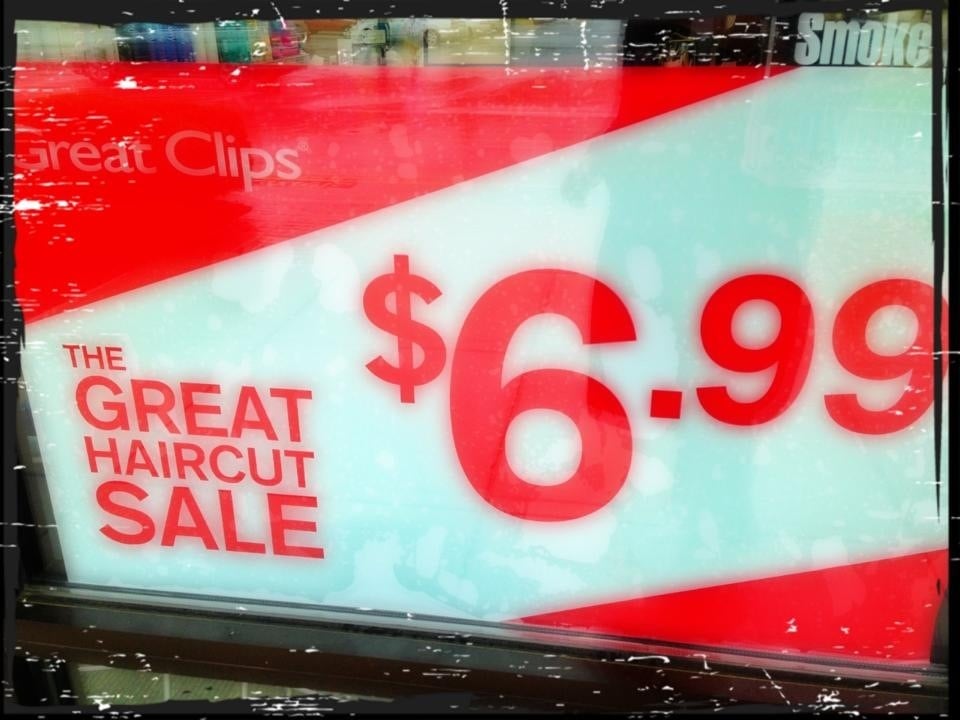 Smoke
Great Clips®
$6.99
THE
GREAT
HAIRCUT
SALE